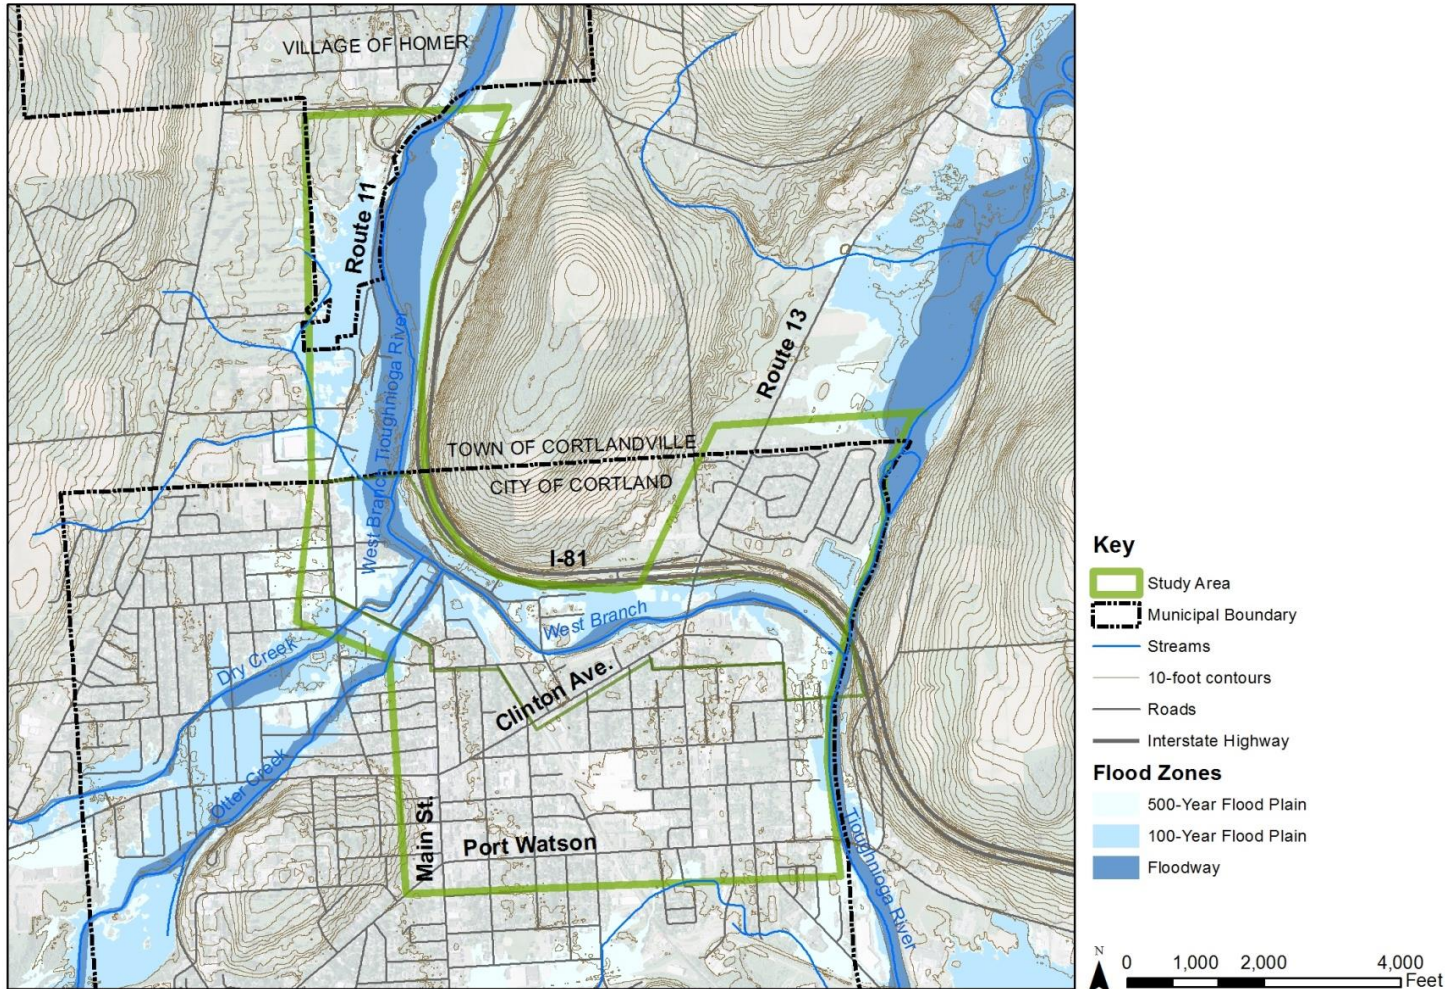 VILLAGE OF HOMER
Route 11
Route 13
West Branch Tioughnioga River
TOWN OF CORTLANDVILLE
CITY OF CORTLAND
I-81
West Branch
Dry Creek
Clinton Ave.
Otter Creek
Main St.
Port Watson
Tioughnioga River
Key
Study Area
Municipal Boundary
Streams
10-foot contours
Roads
Interstate Highway
Flood Zones
500-Year Flood Plain
100-Year Flood Plain
Floodway
N
0 1,000 2,000 4,000
Feet